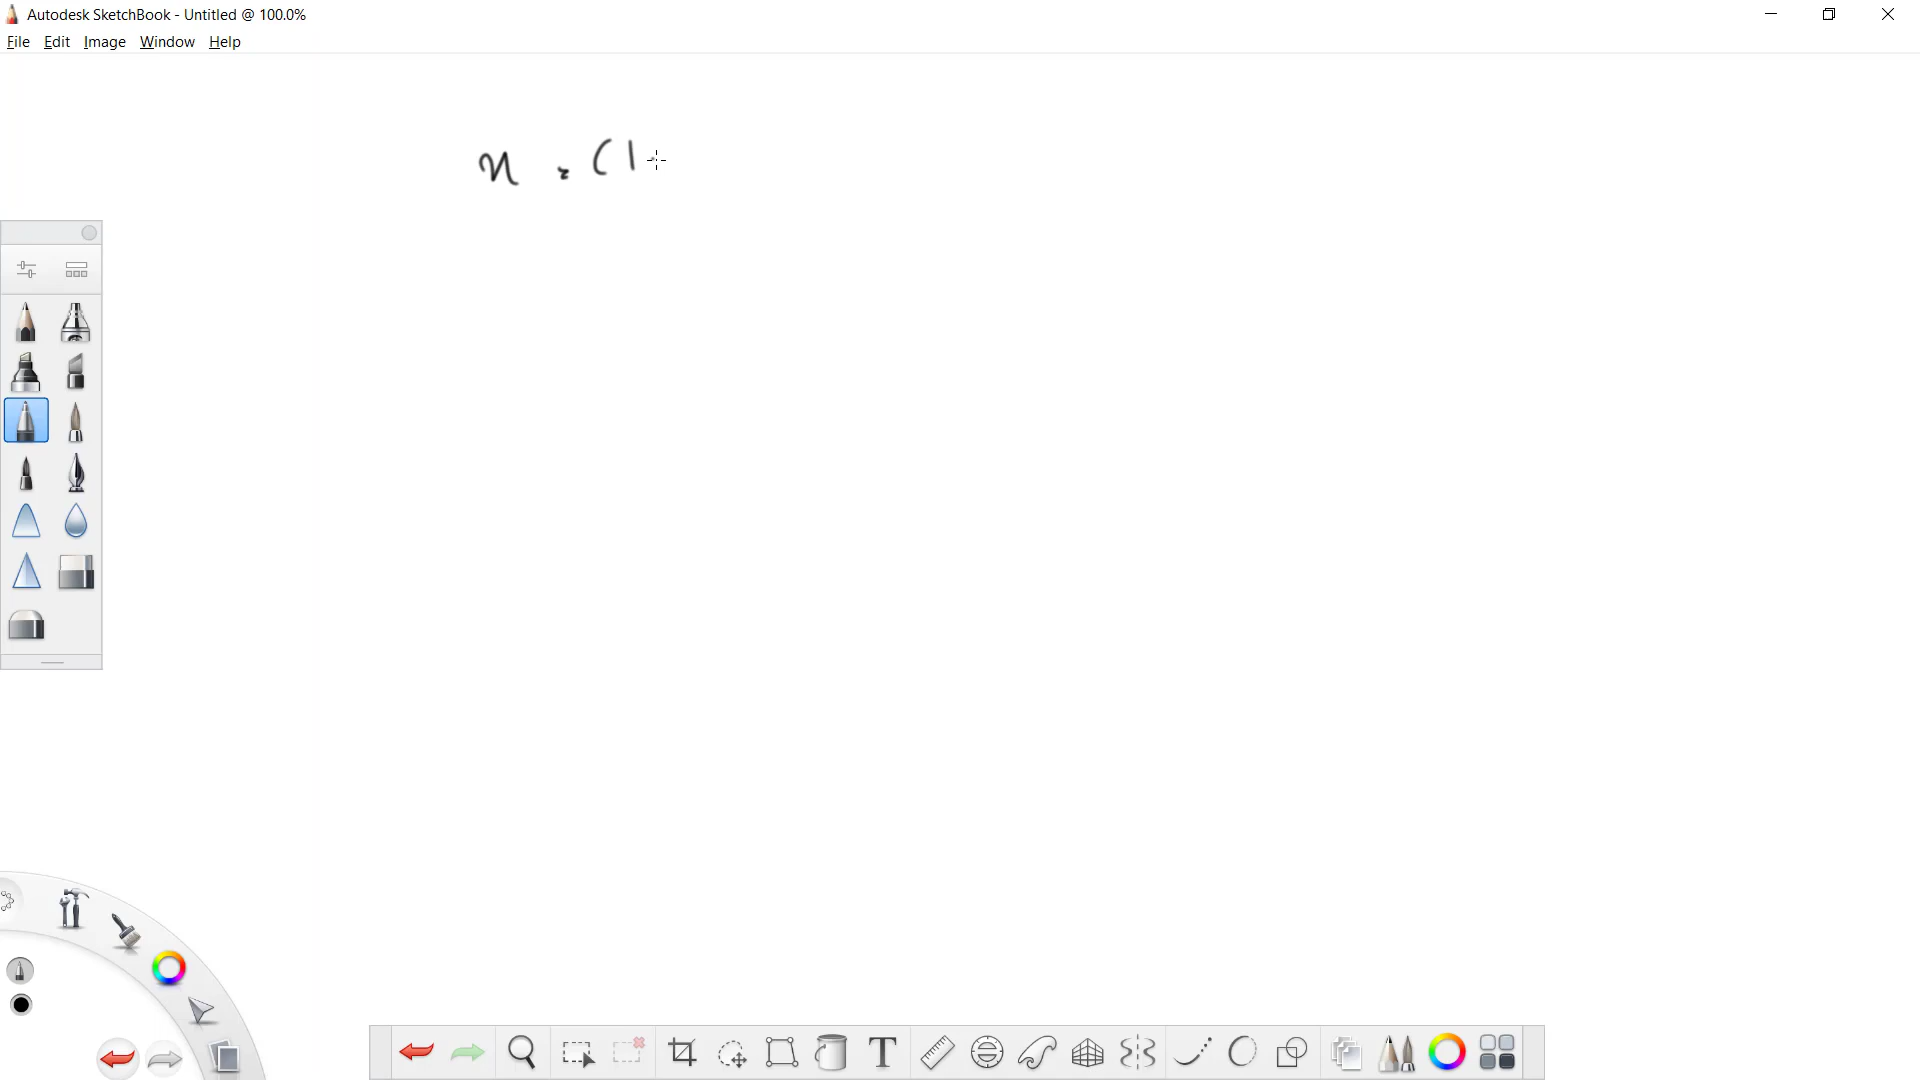 Autodesk SketchBook - Untitled @ 100.0%
File Edit Image Window Help
x = (1